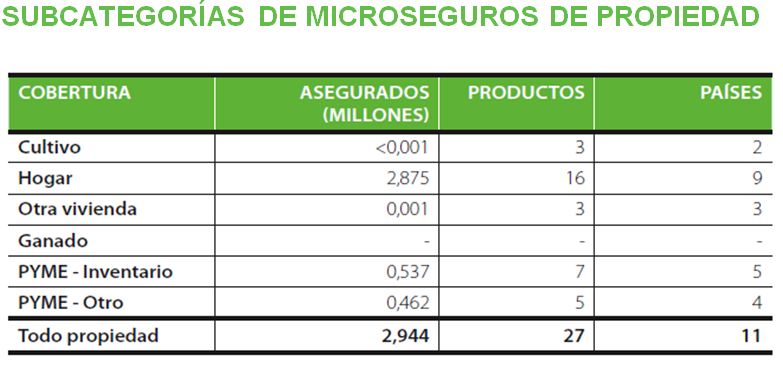 SUBCATEGORÍAS DE MICROSEGUROS DE PROPIEDAD
COBERTURA ASEGURADOS (MILLONES) PRODUCTOS PAÍSES
Cultivo <0,001 3 2
Hogar 2,875 16 9
Otra vivienda 0,001 3 3
Ganado - - -
PYME - Inventario 0,537 7 5
PYME - Otro 0,462 5 4
Todo propiedad 2,944 27 11